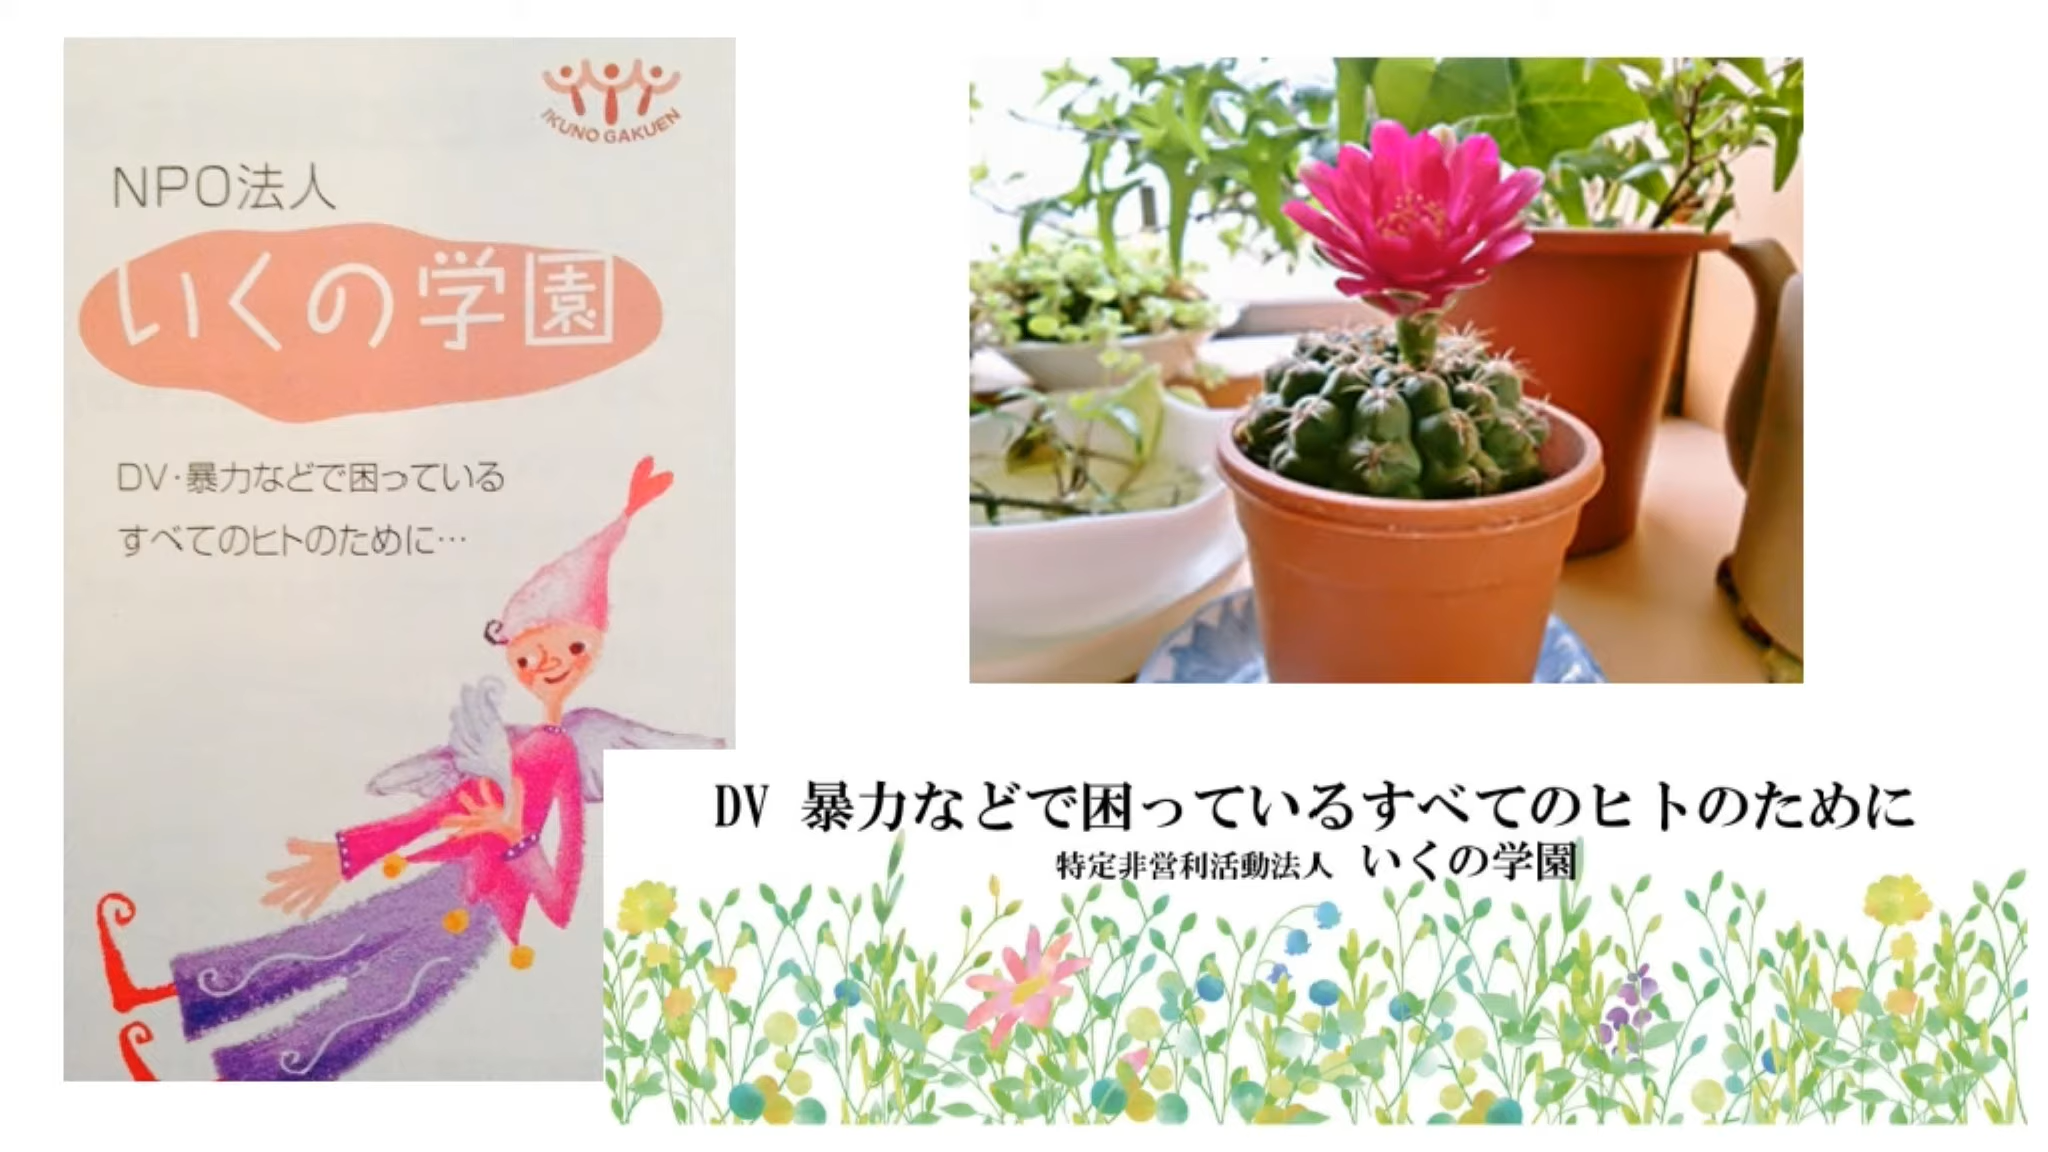 IKUNO GAKUEN
NPO法人
いくの学園
DV・暴力などで困っている
すべてのヒトのために…
DV 暴力などで困っているすべてのヒトのために
特定非営利活動法人 いくの学園